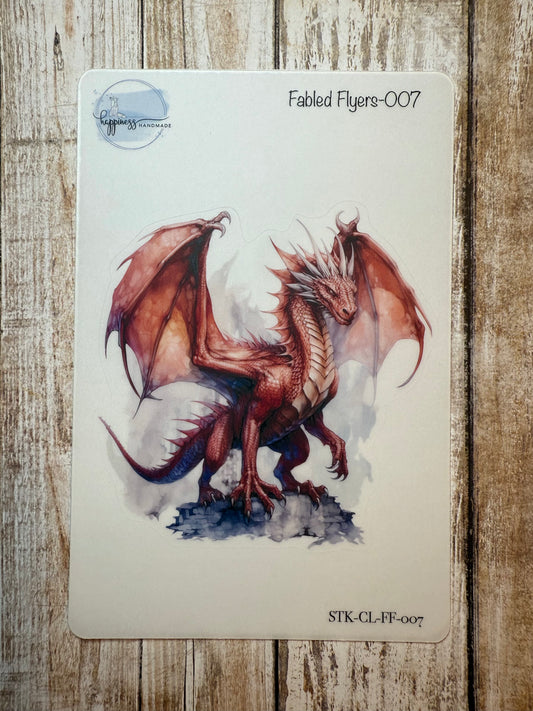 happiness
HANDMADE
Fabled Flyers-007
STK-CL-FF-007